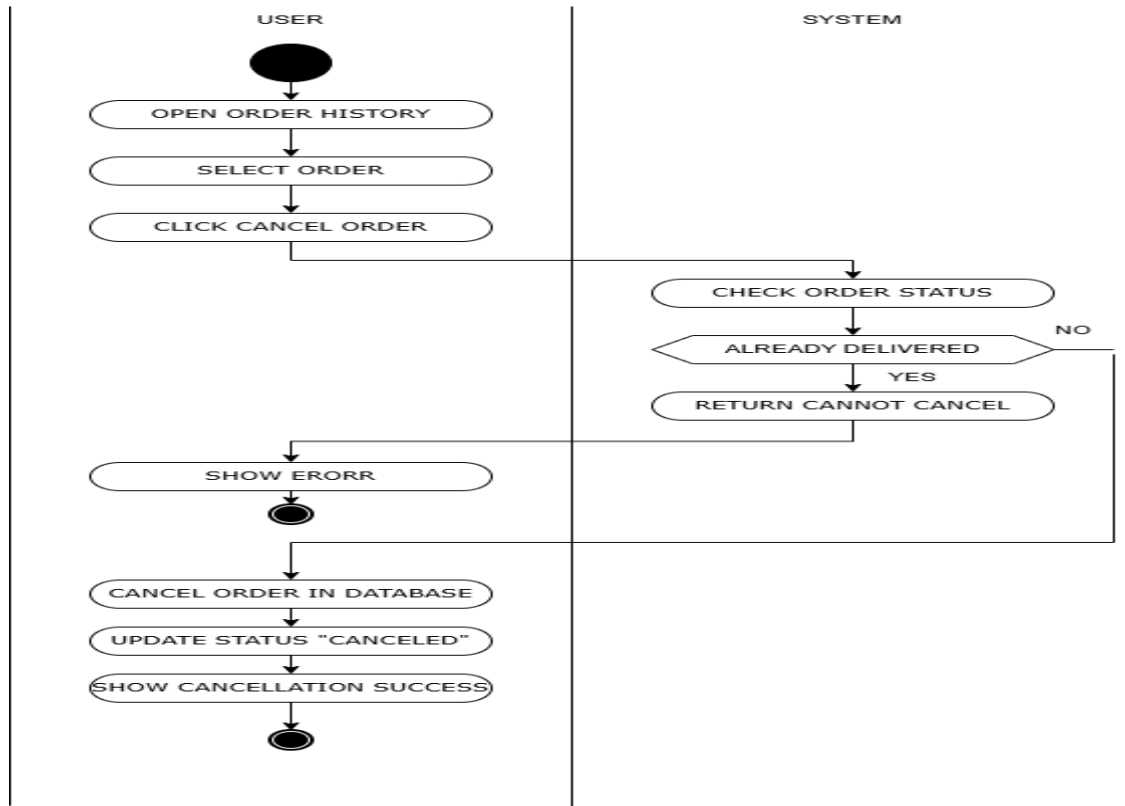 USER
SYSTEM
OPEN ORDER HISTORY
SELECT ORDER
CLICK CANCEL ORDER
CHECK ORDER STATUS
NO
ALREADY DELIVERED
YES
RETURN CANNOT CANCEL
SHOW ERORR
CANCEL ORDER IN DATABASE
UPDATE STATUS "CANCELED"
SHOW CANCELLATION SUCCESS